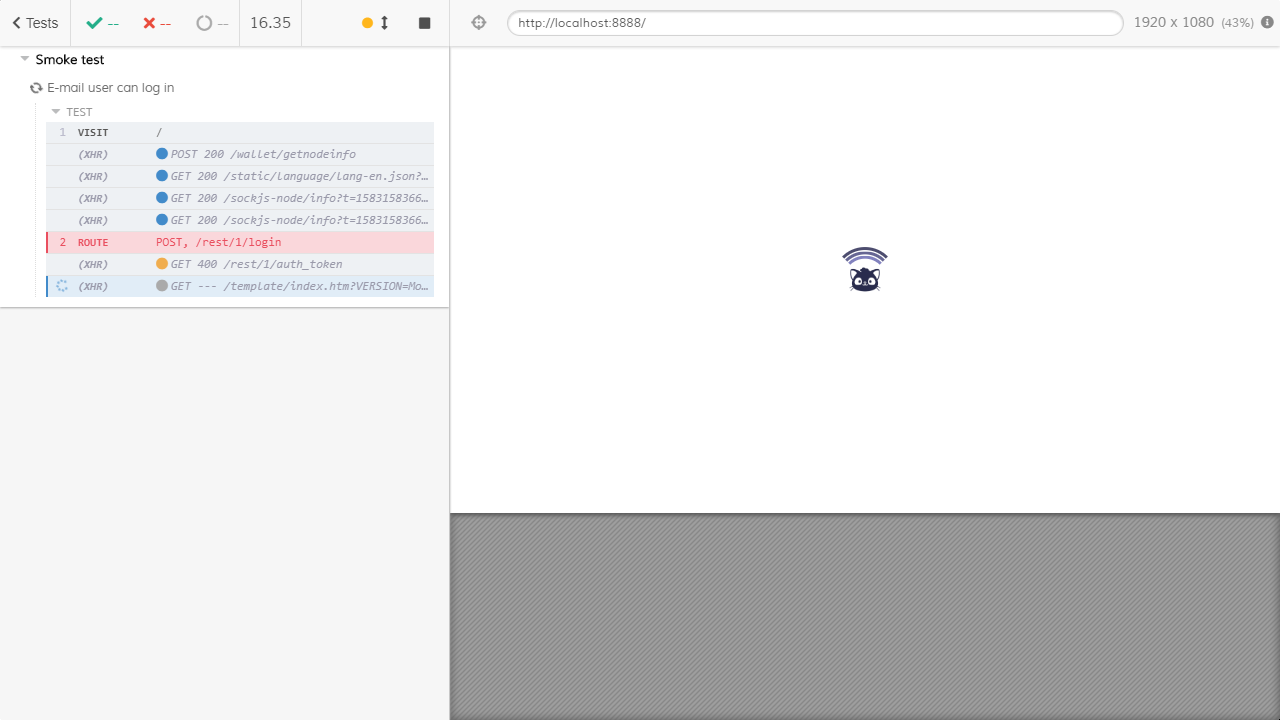 Tests
--
--
--
16.35
http://localhost:8888/
1920 x 1080 (43%)
Smoke test
E-mail user can log in
TEST
1 VISIT /
(XHR) POST 200 /wallet/getnodeinfo
(XHR) GET 200 /static/language/lang-en.json?…
(XHR) GET 200 /sockjs-node/info?t=1583158366…
(XHR) GET 200 /sockjs-node/info?t=1583158366…
2 ROUTE POST, /rest/1/login
(XHR) GET 400 /rest/1/auth_token
(XHR) GET --- /template/index.htm?VERSION=Mo…